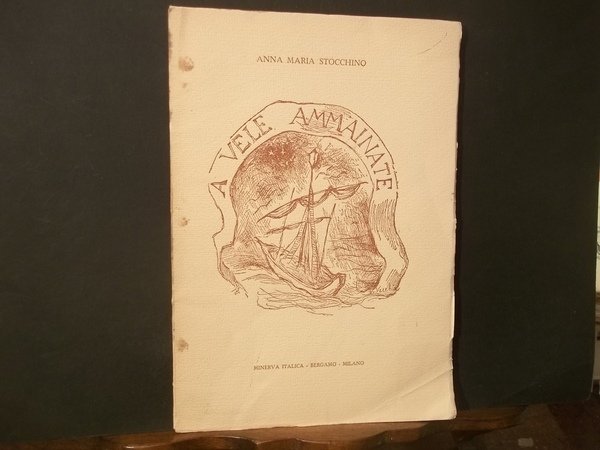 ANNA MARIA STOCCHINO
A VELE AMMAINATE
MINERVA ITALICA - BERGAMO - MILANO